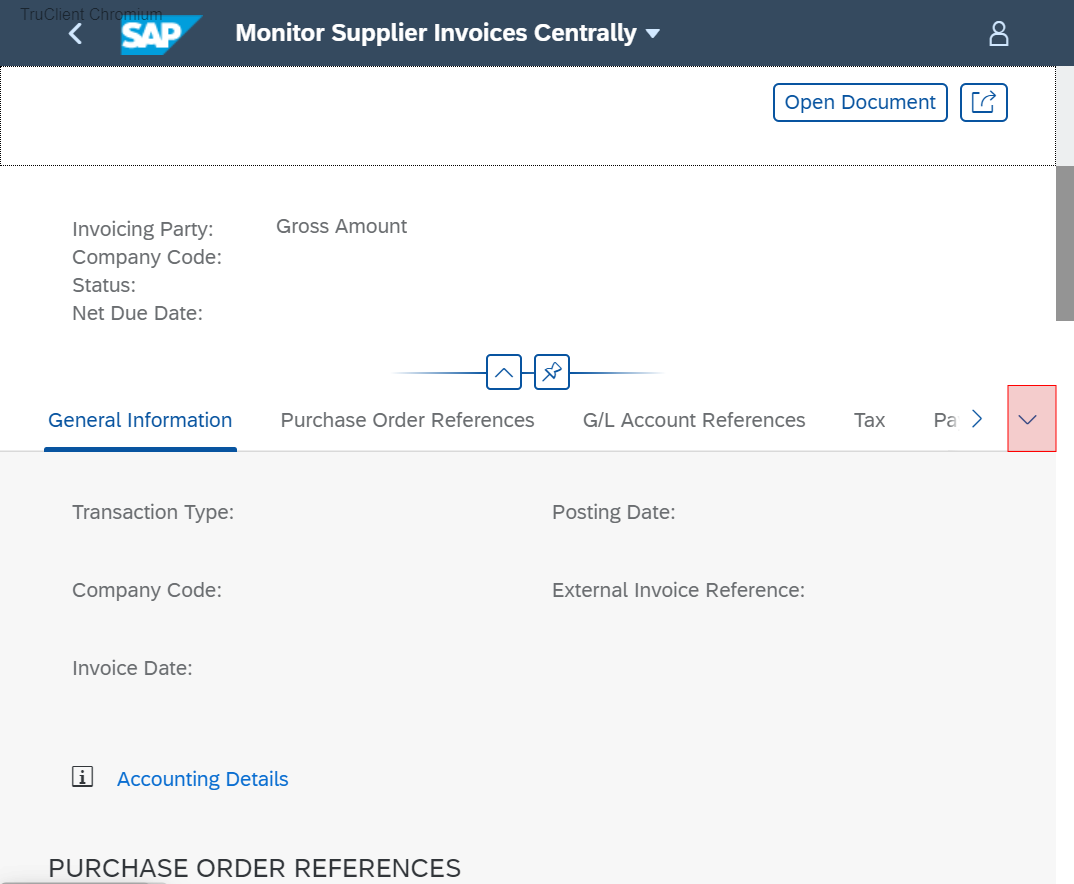 TruClient Chromium
SAP Monitor Supplier Invoices Centrally
Open Document
Invoicing Party:
Gross Amount
Company Code:
Status:
Net Due Date:
General Information Purchase Order References G/L Account References Tax Pa
Transaction Type:
Posting Date:
Company Code:
External Invoice Reference:
Invoice Date:
Accounting Details
PURCHASE ORDER REFERENCES